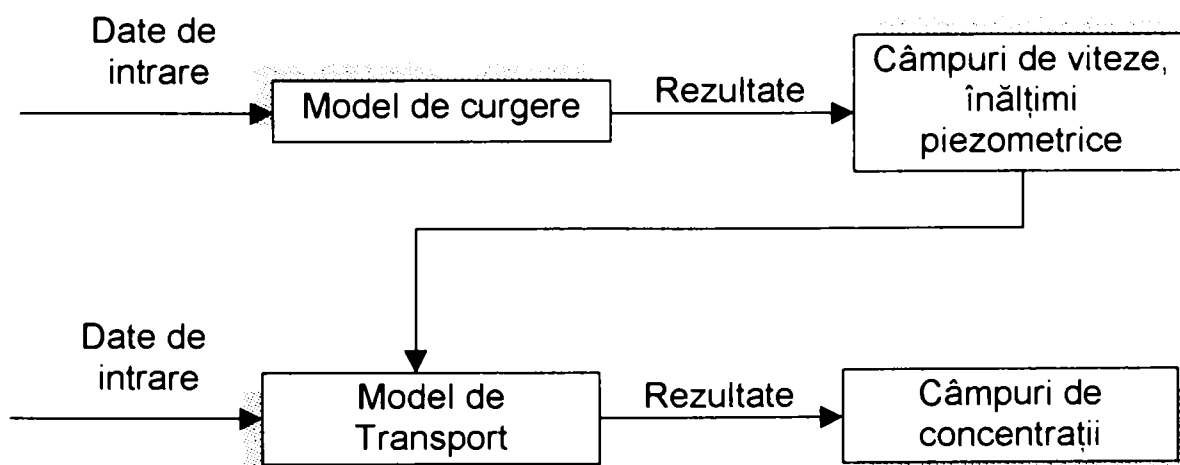 Date de
intrare
Model de curgere
Rezultate
Câmpuri de viteze,
înălțimi
piezometrice
Date de
intrare
Model de
Transport
Rezultate
Câmpuri de
concentrații